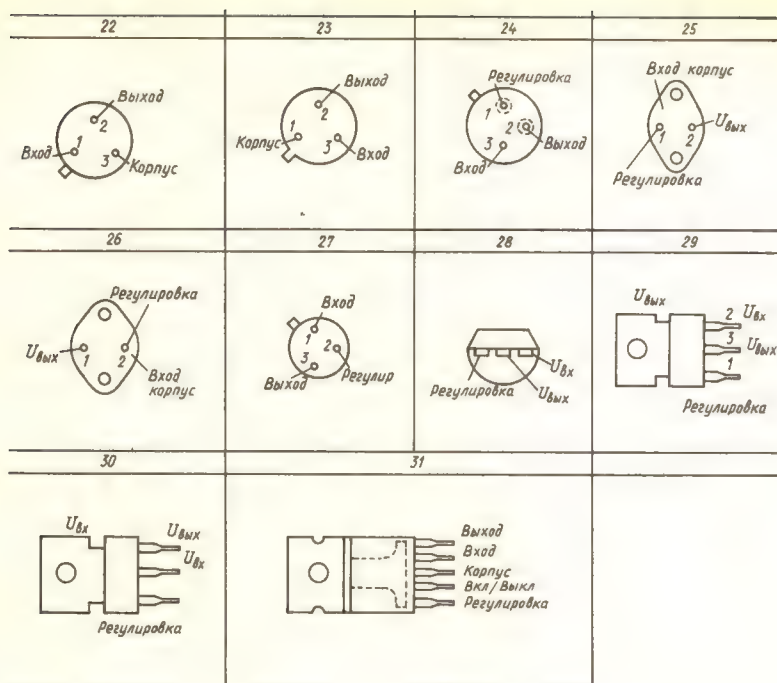 22
23
24
25
Выход
2
1
Вход
3
Корпус
2
1
3
Корпус
Вход
Регулировка
1
2
3
Выход
Вход
Вход корпус
1
2
Uвых
Регулировка
26
27
28
29
Регулировка
Uвых
1
2
Вход
корпус
Вход
1
2
3
Выход
Регулир
Uвх
Регулировка
Uвых
Uвых
2
Uвх
3
Uвых
1
Регулировка
30
31
Uвх
Uвых
Uвх
Регулировка
Выход
Вход
Корпус
Вкл/Выкл
Регулировка